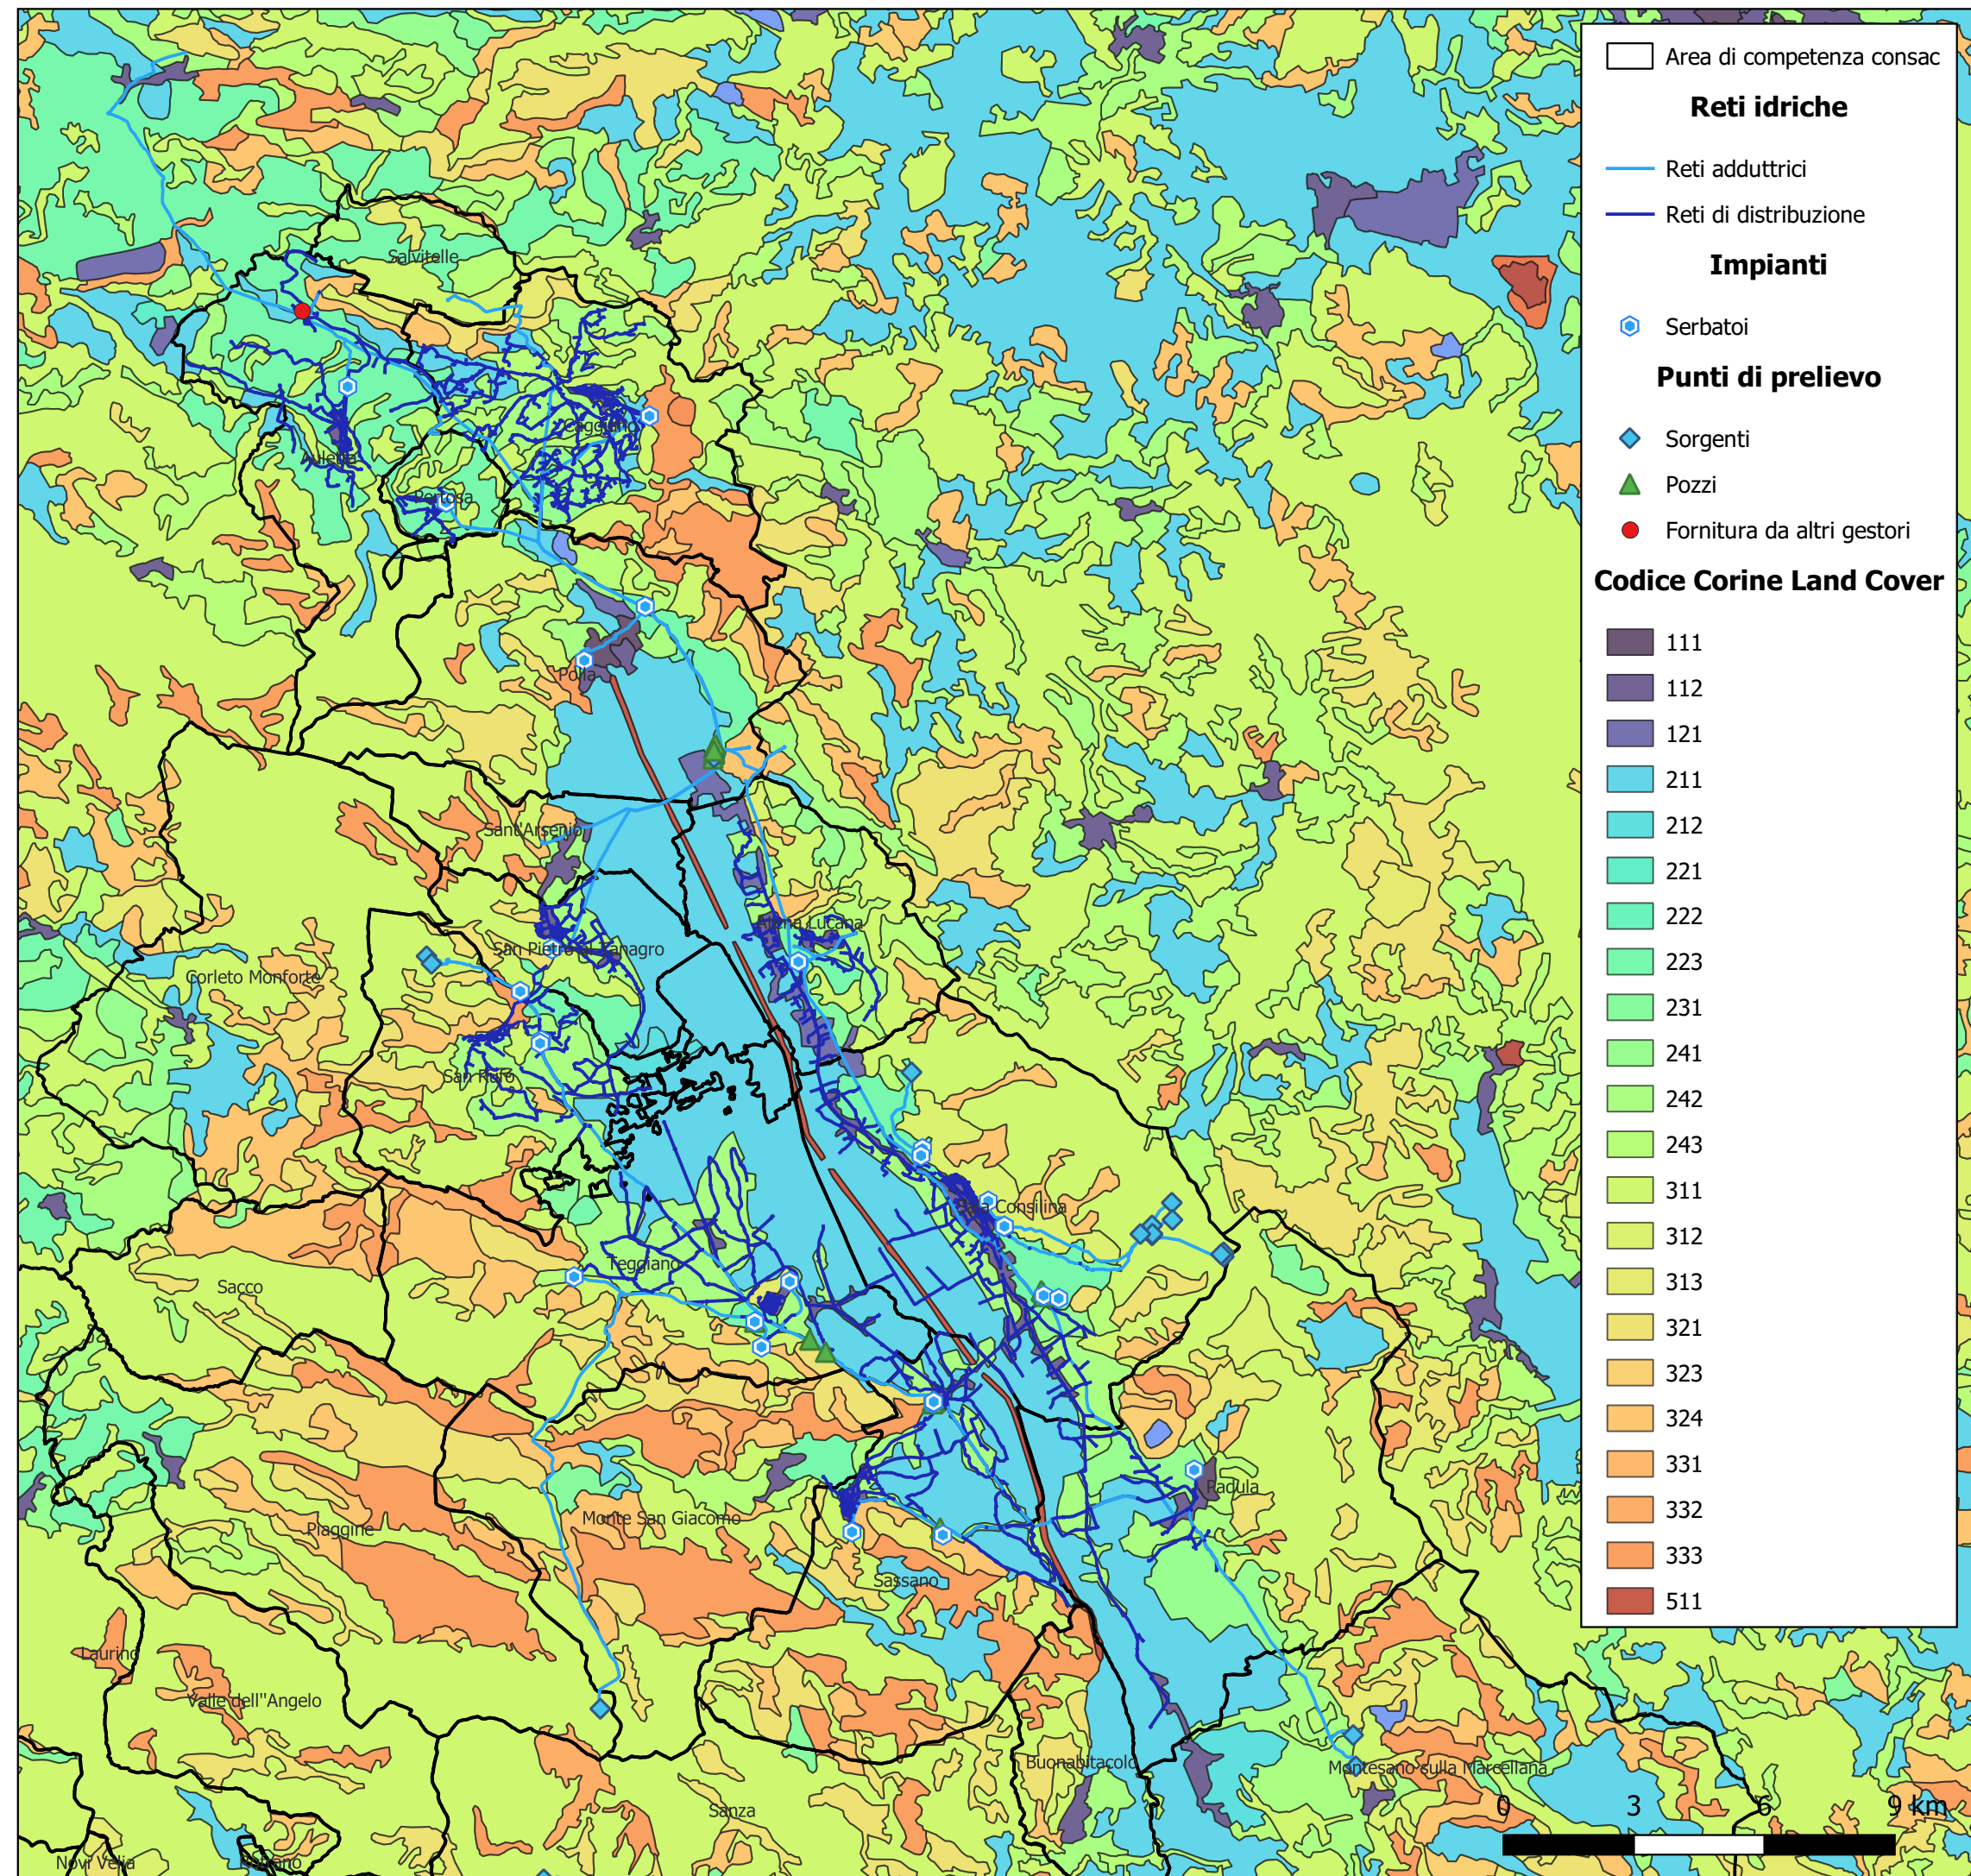 Area di competenza consac
Reti idriche
Reti adduttrici
Reti di distribuzione
Impianti
Serbatoi
Punti di prelievo
Sorgenti
Pozzi
Fornitura da altri gestori
Codice Corine Land Cover
111
112
121
211
212
221
222
223
231
241
242
243
311
312
313
321
323
324
331
332
333
511
Salvitelle
Caggiano
Auletta
Pertosa
Polla
Sant'Arsenio
Atena Lucana
San Pietro al Tanagro
Corleto Monforte
San Rufo
Sala Consilina
Teggiano
Sacco
Padula
Monte San Giacomo
Piaggine
Sassano
Laurino
Valle dell''Angelo
Buonabitacolo
Montesano sulla Marcellana
Sanza
Novi Velia
0 3 6 9 km